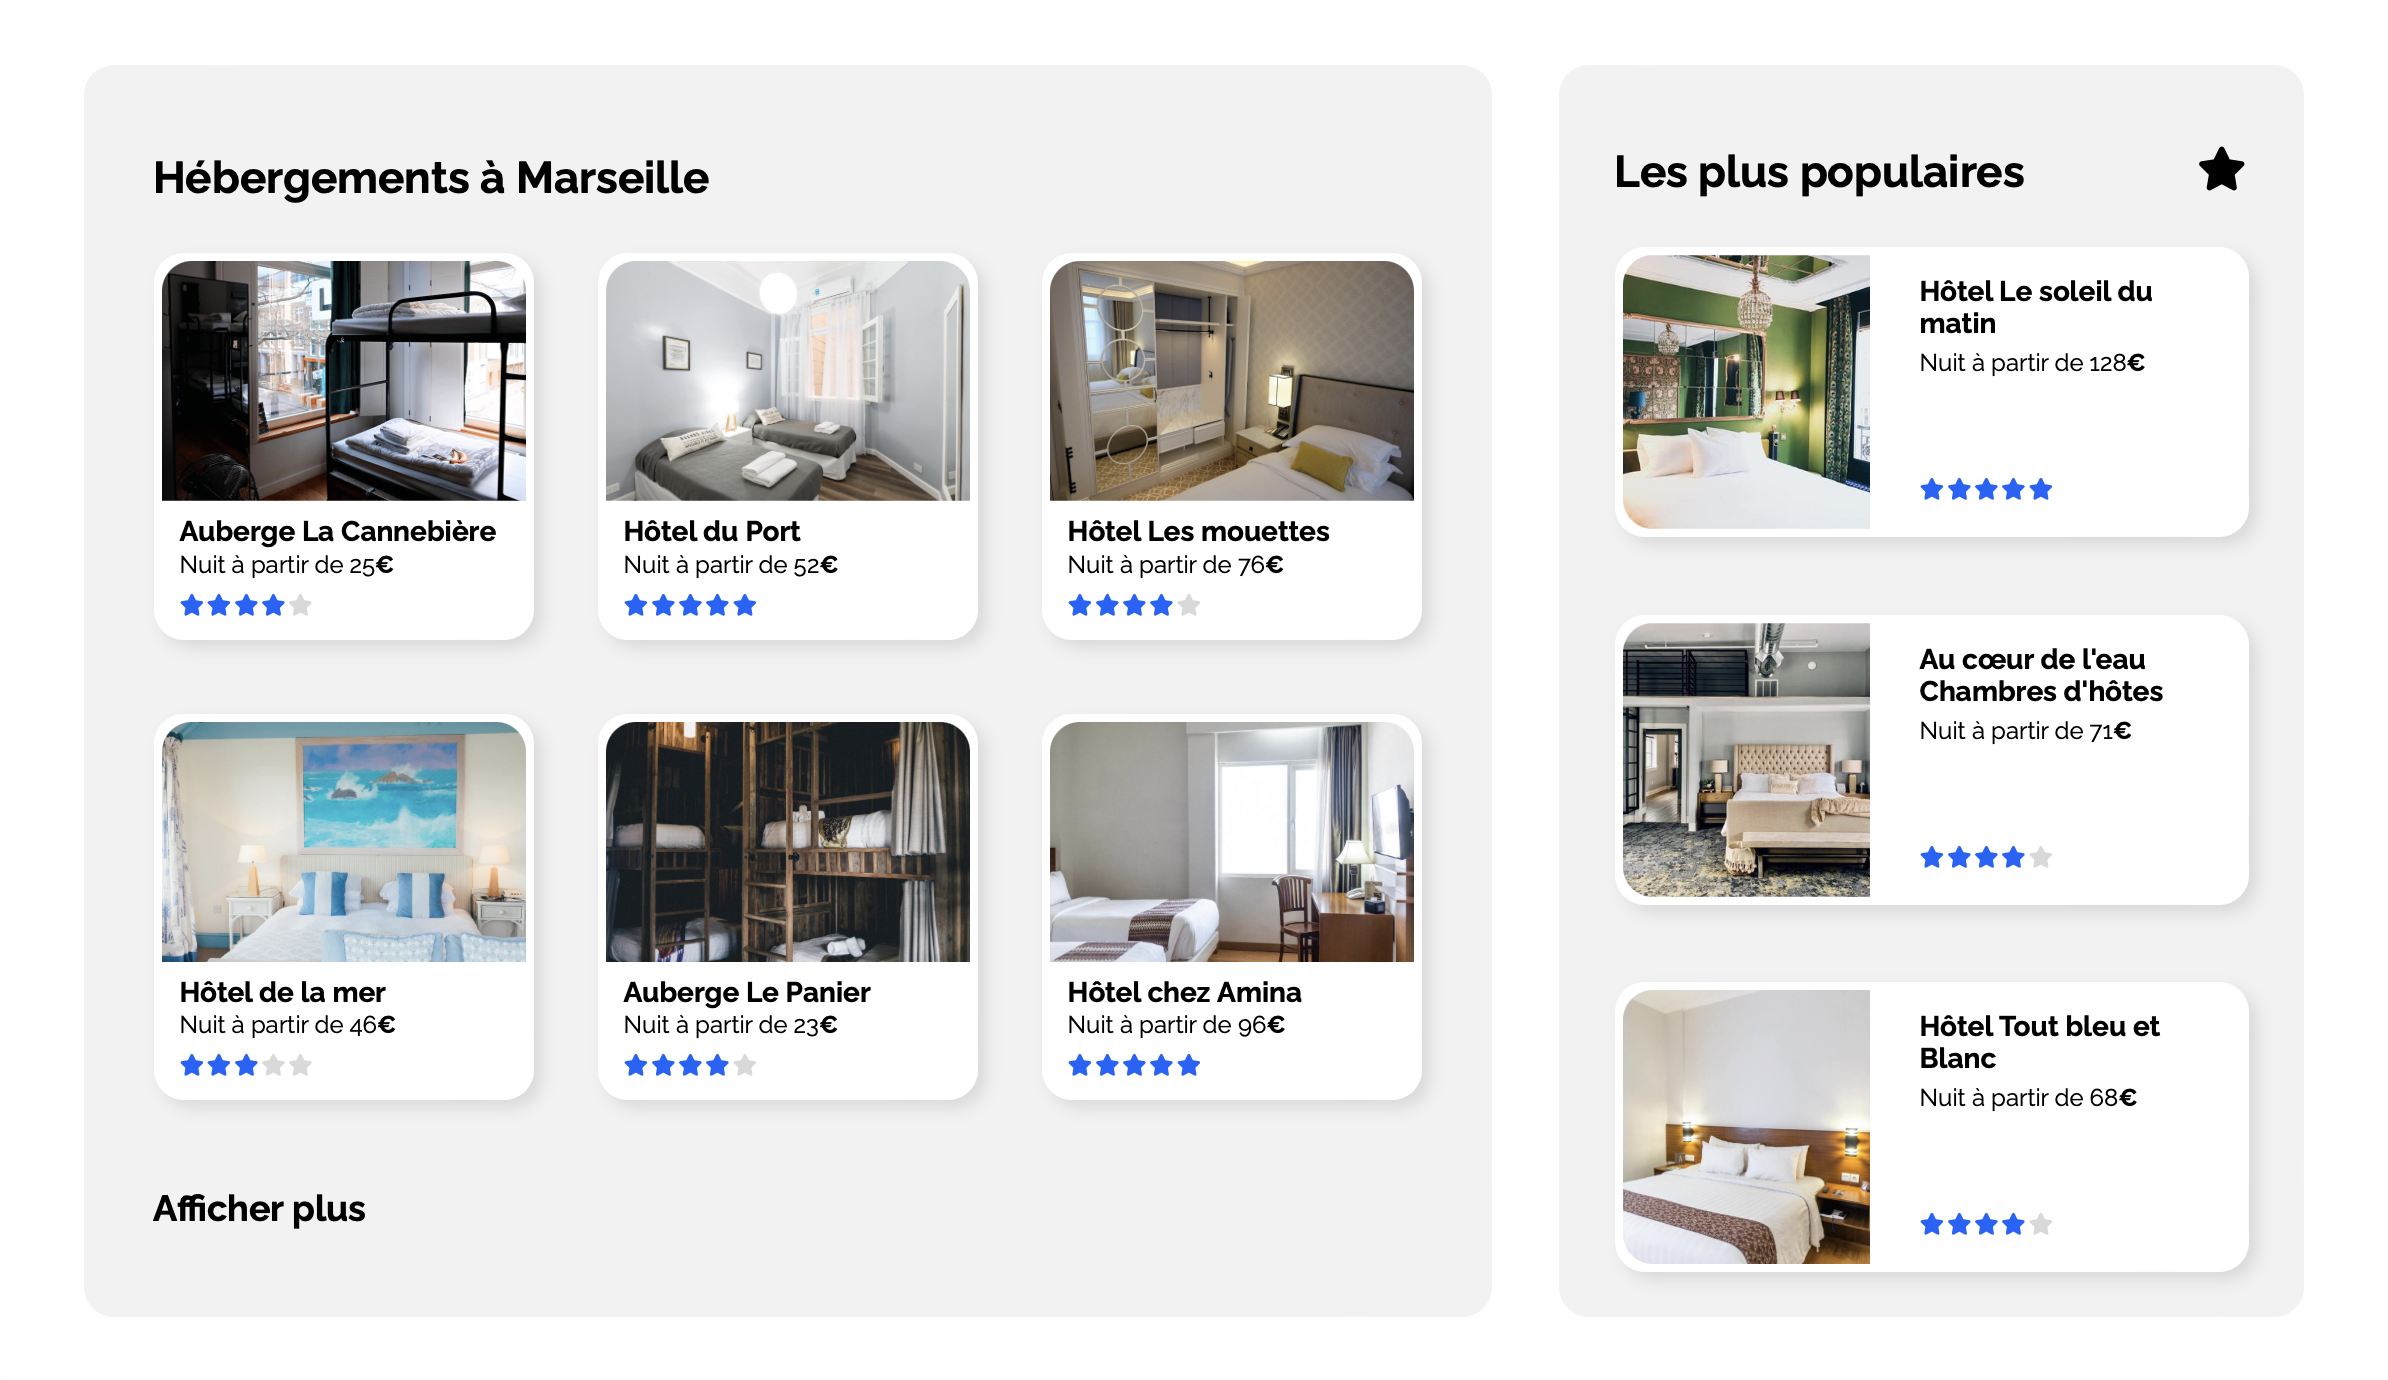 Hébergements à Marseille
Auberge La Cannebière
Nuit à partir de 25€
Hôtel du Port
Nuit à partir de 52€
Hôtel Les mouettes
Nuit à partir de 76€
Hôtel de la mer
Nuit à partir de 46€
Auberge Le Panier
Nuit à partir de 23€
Hôtel chez Amina
Nuit à partir de 96€
Afficher plus
Les plus populaires
Hôtel Le soleil du
matin
Nuit à partir de 128€
Au cœur de l'eau
Chambres d'hôtes
Nuit à partir de 71€
Hôtel Tout bleu et
Blanc
Nuit à partir de 68€